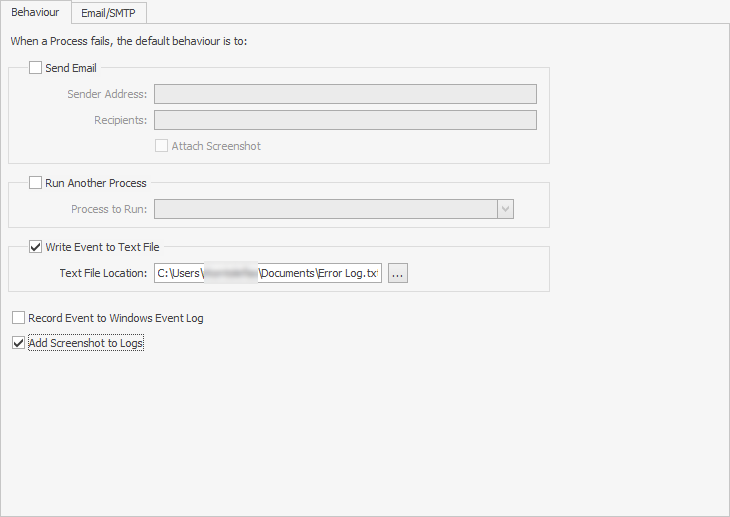 Behaviour Email/SMTP
When a Process fails, the default behaviour is to:
Send Email
Sender Address:
Recipients:
Attach Screenshot
Run Another Process
Process to Run:
Write Event to Text File
Text File Location: C:\Users\ \Documents\Error Log.tx ...
Record Event to Windows Event Log
Add Screenshot to Logs